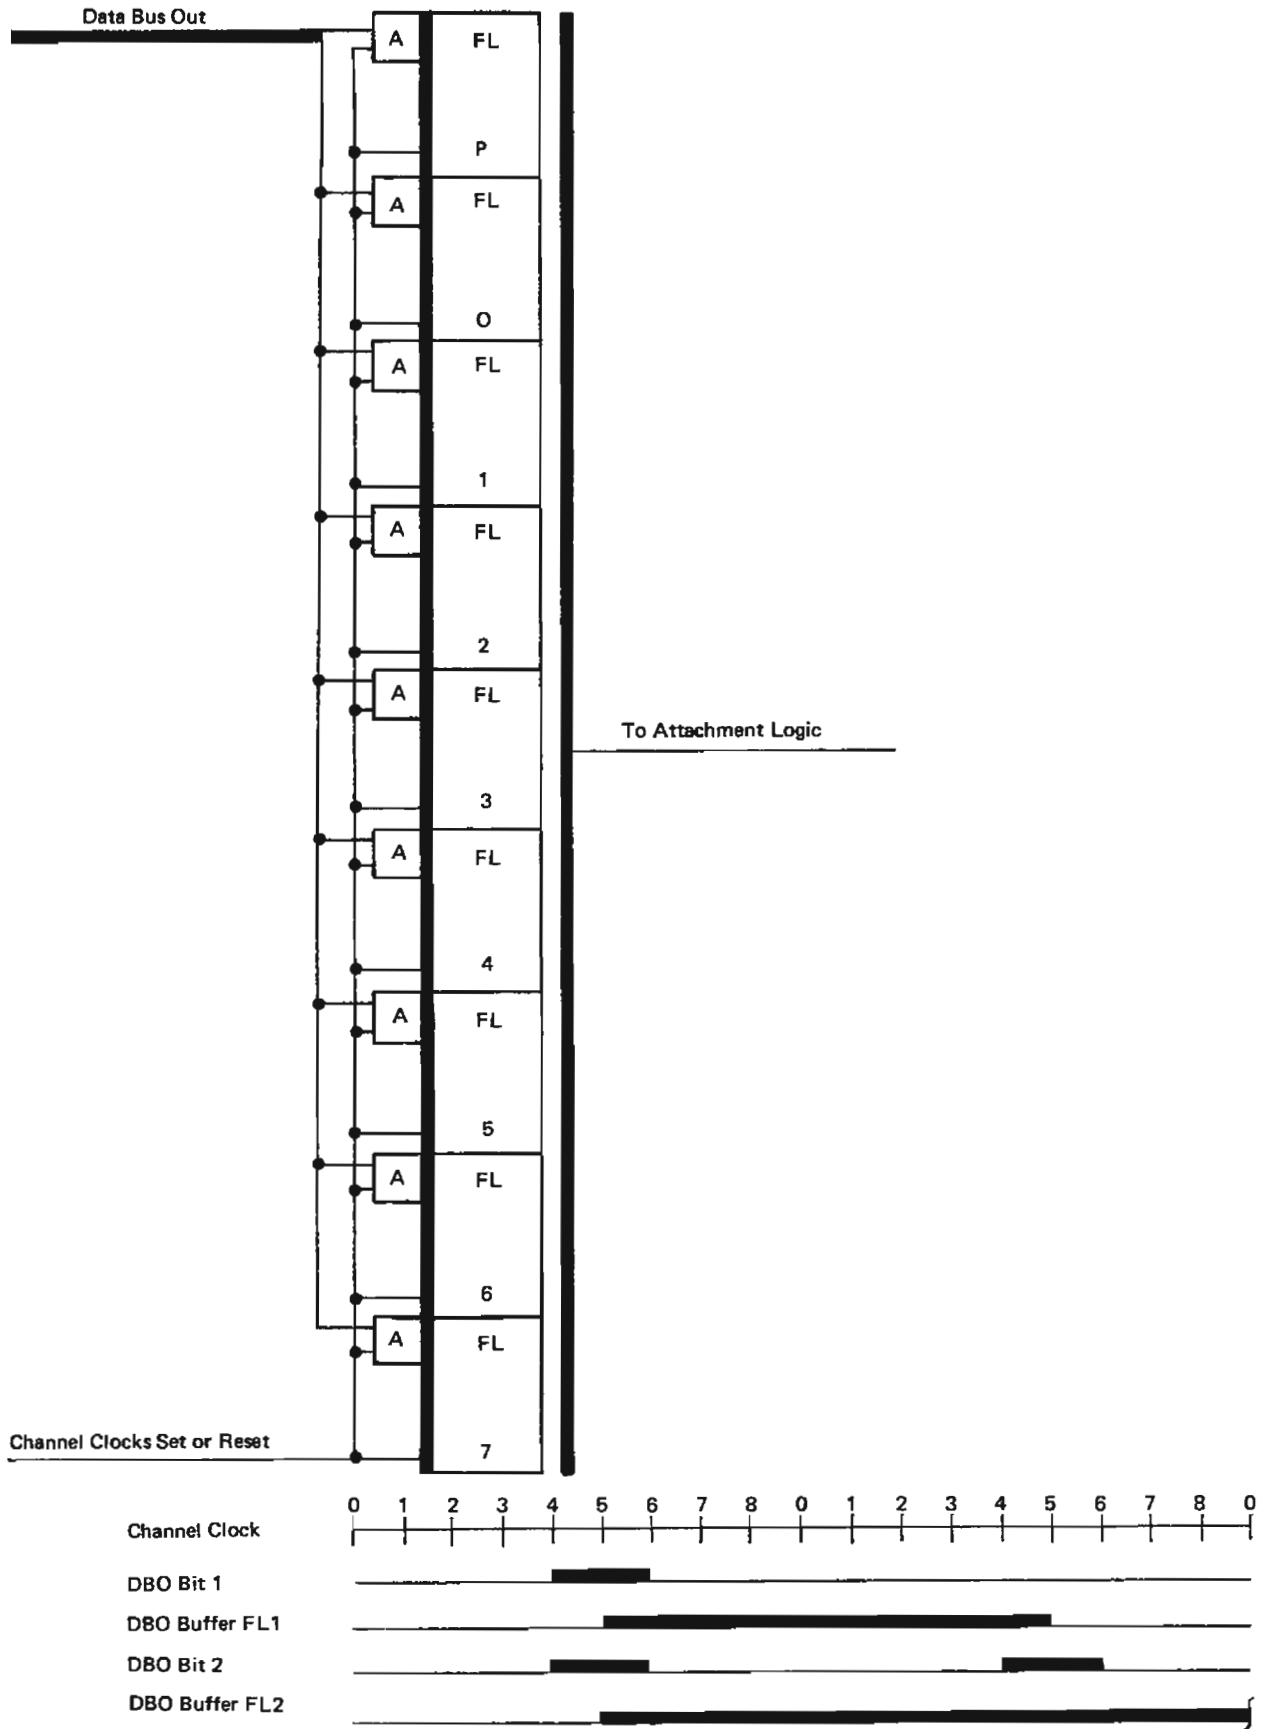 Data Bus Out
A FL
P
A FL
O
A FL
1
A FL
2
A FL
To Attachment Logic
3
A FL
4
A FL
5
A FL
6
A FL
Channel Clocks Set or Reset
7
0 1 2 3 4 5 6 7 8 0 1 2 3 4 5 6 7 8 0
Channel Clock
DBO Bit 1
DBO Buffer FL1
DBO Bit 2
DBO Buffer FL2